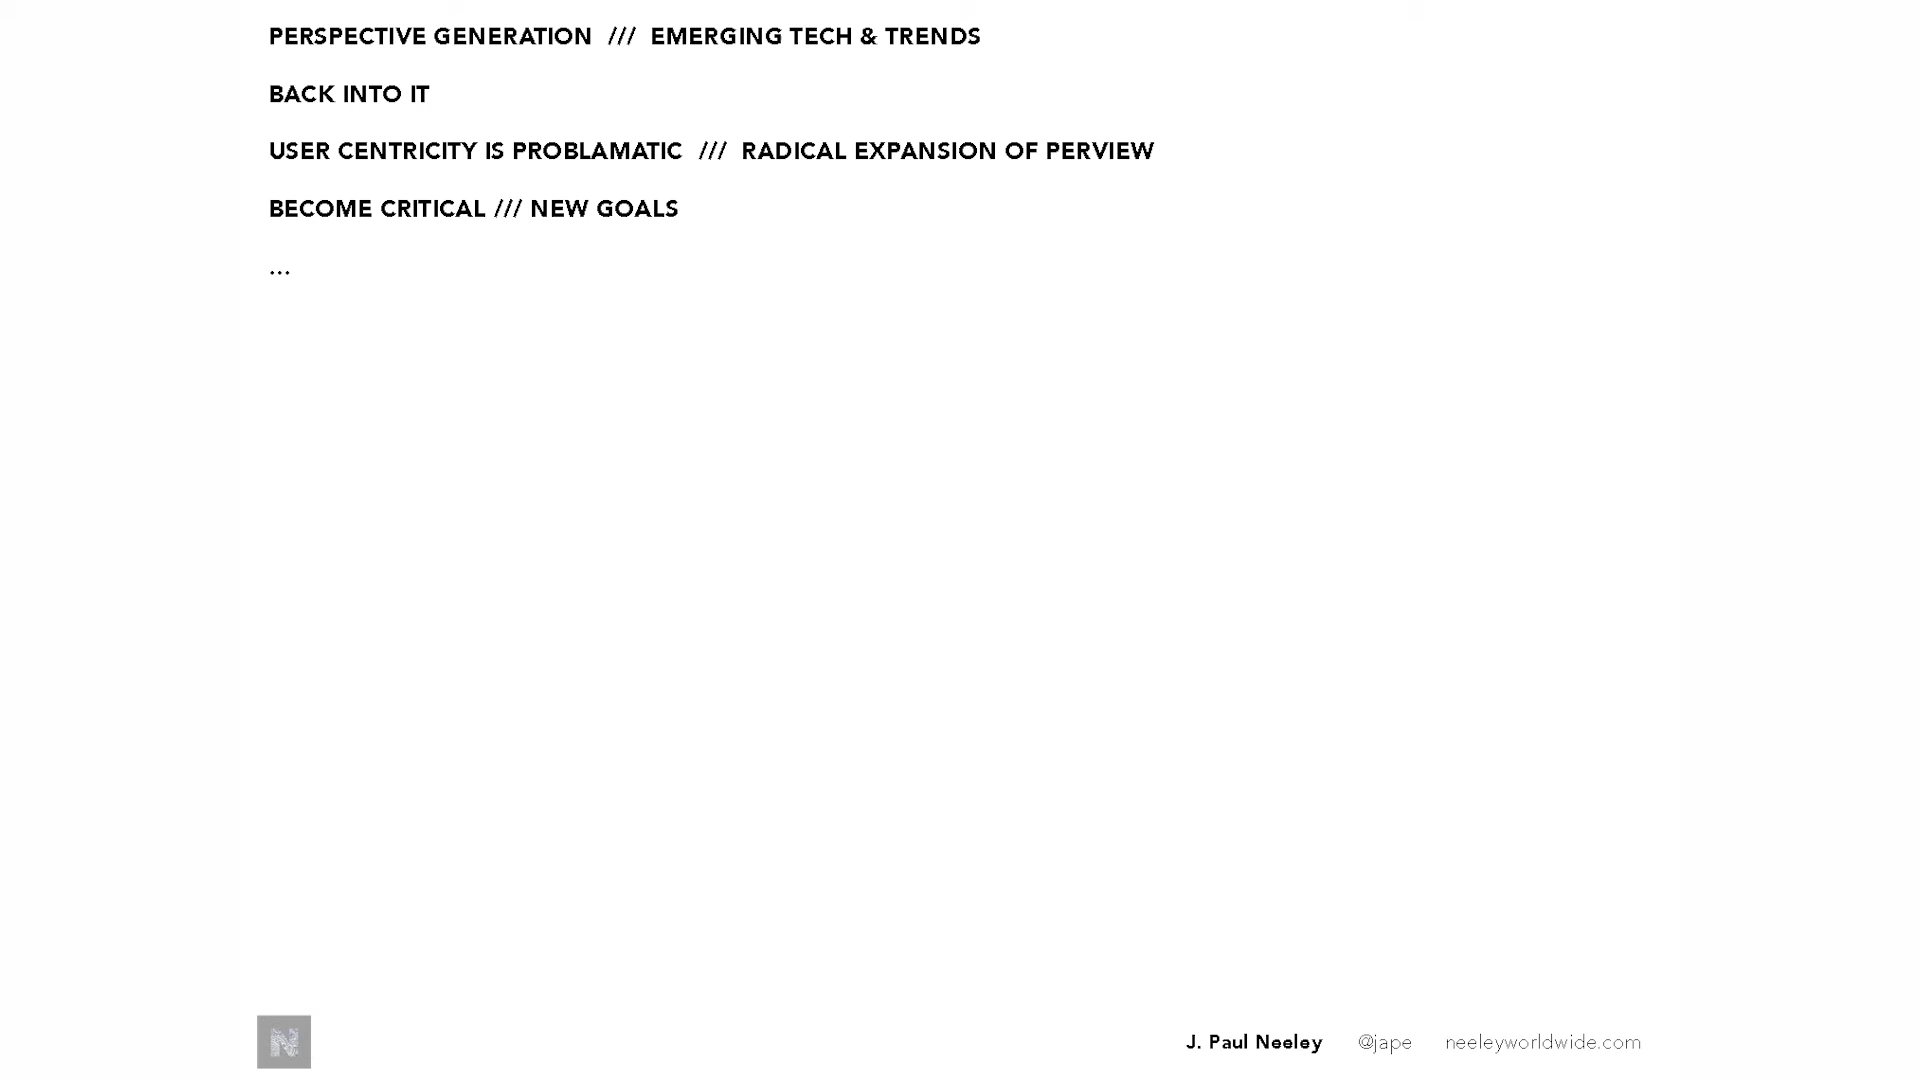 PERSPECTIVE GENERATION /// EMERGING TECH & TRENDS
BACK INTO IT
USER CENTRICITY IS PROBLAMATIC /// RADICAL EXPANSION OF PERVIEW
BECOME CRITICAL /// NEW GOALS
...
N
J. Paul Neeley @jape neeleyworldwide.com